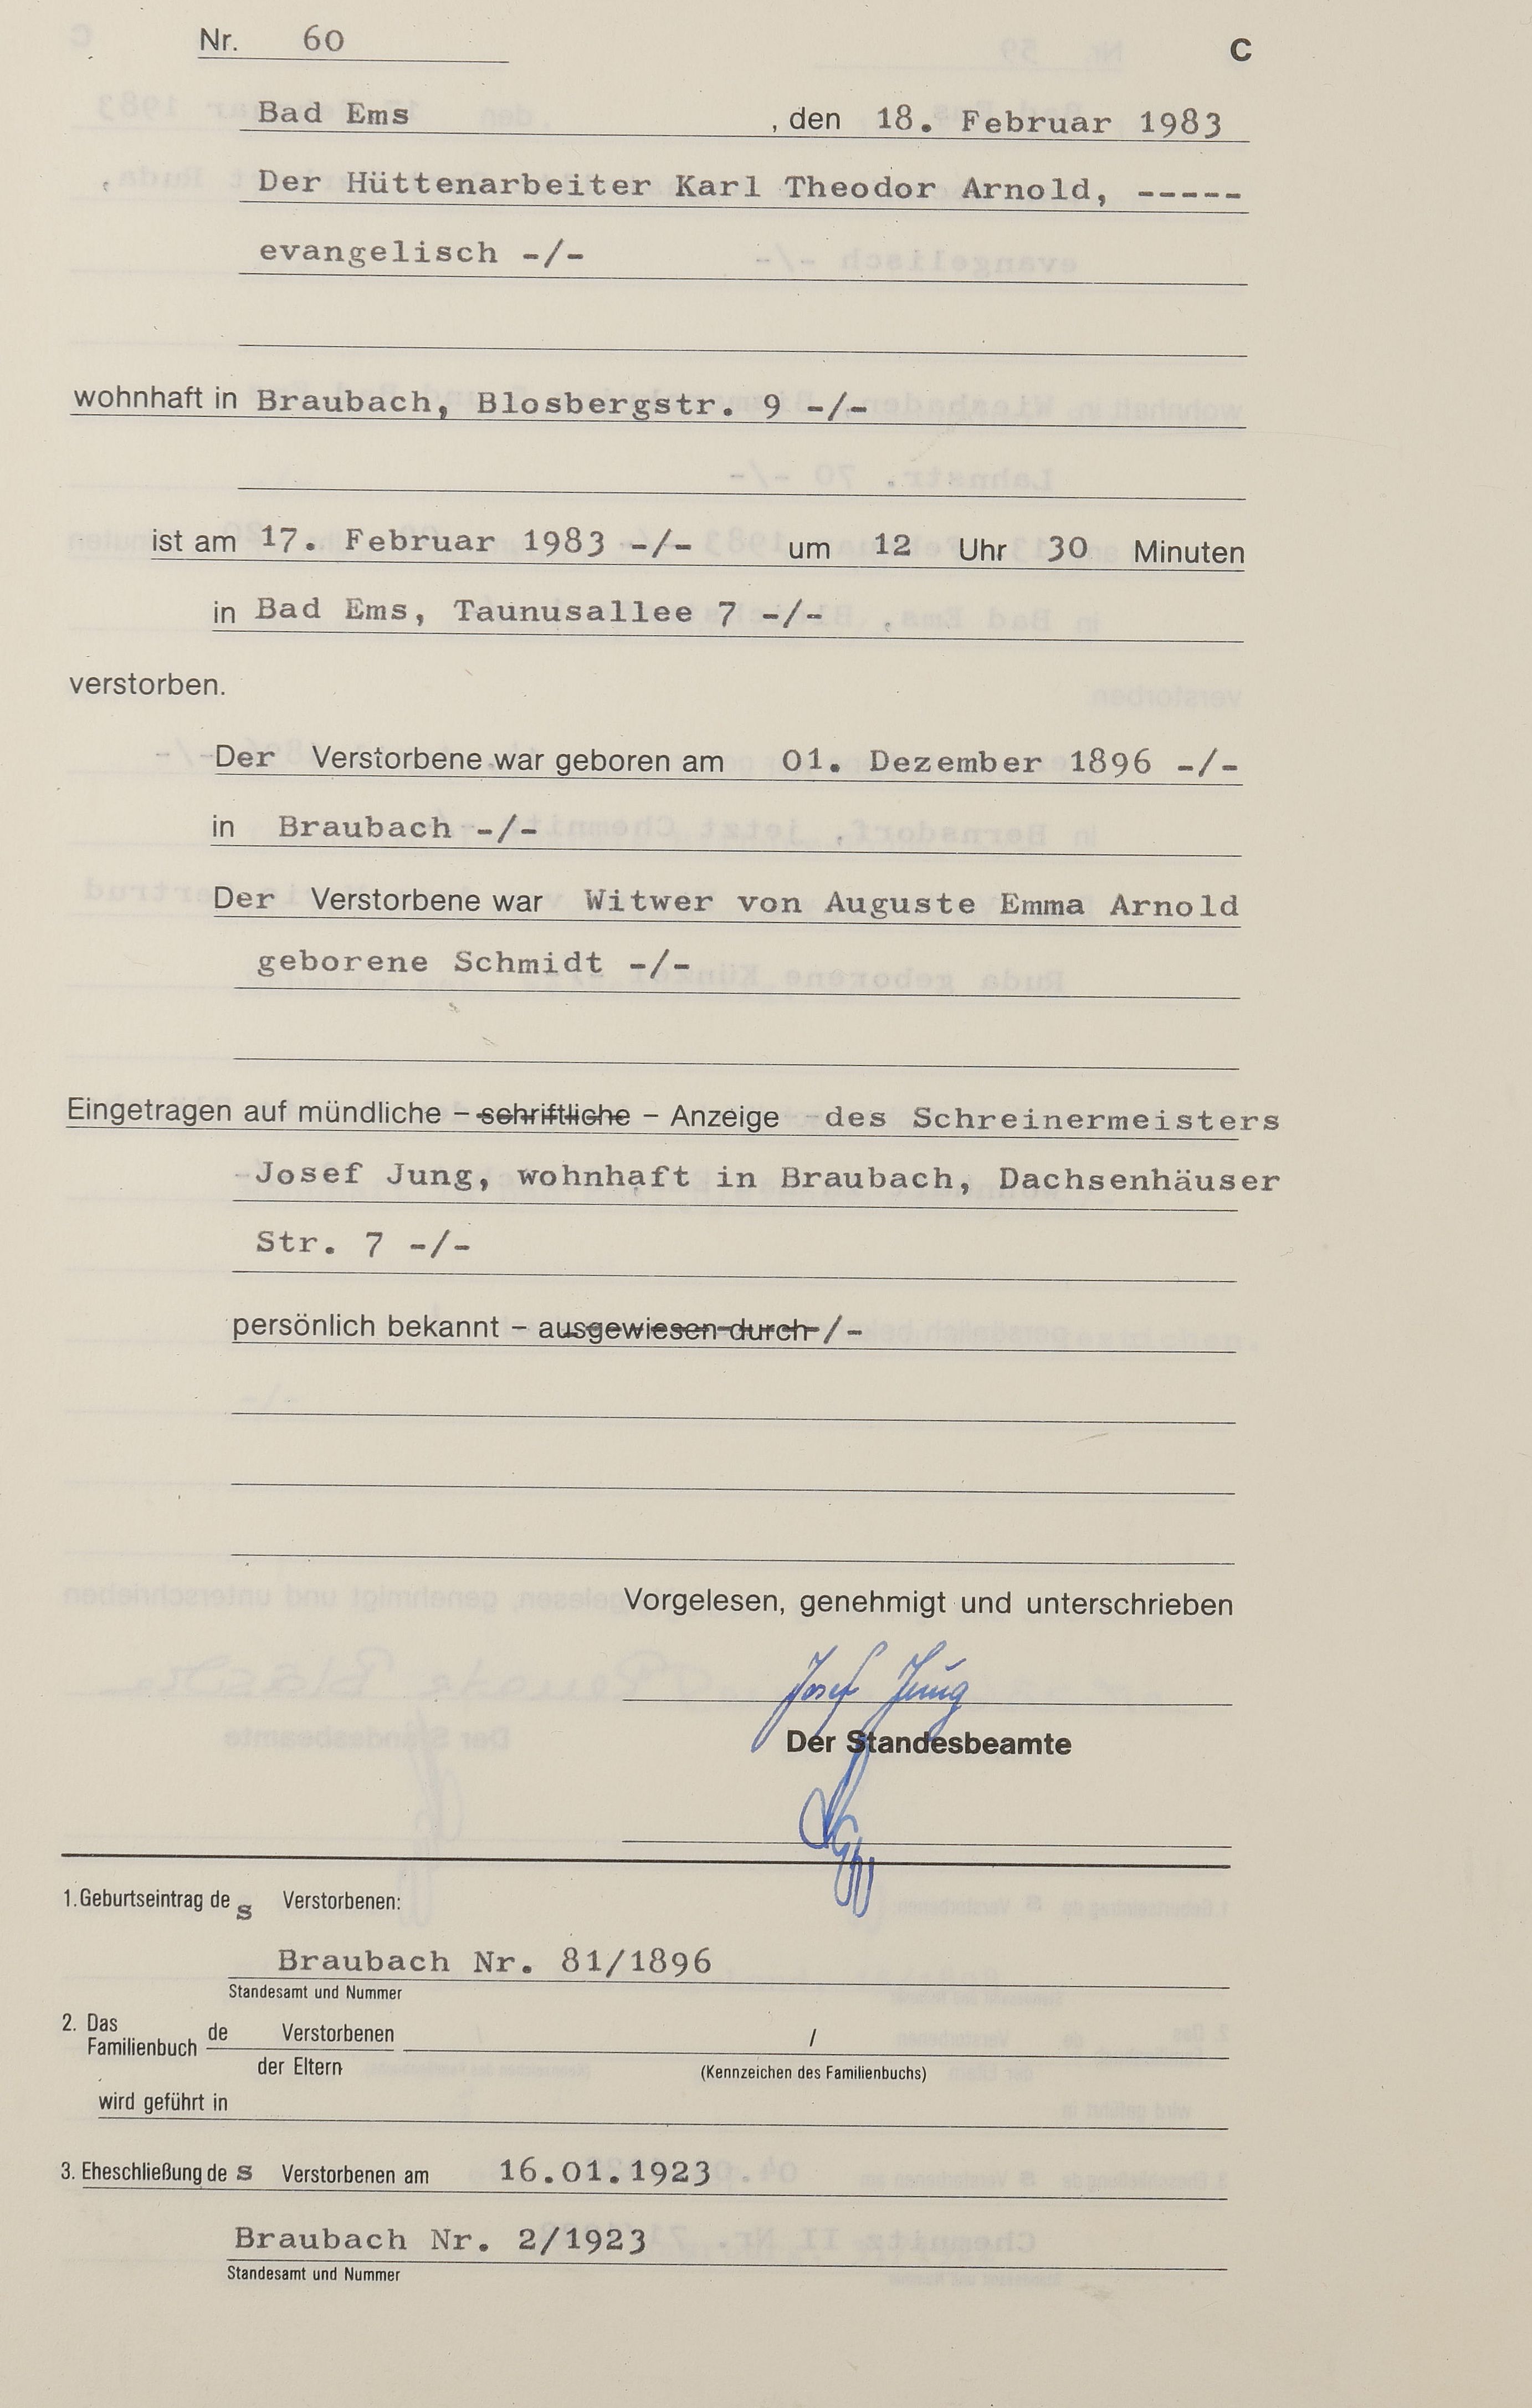 Nr. 60
C
Bad Ems , den 18. Februar 1983
Der Hüttenarbeiter Karl Theodor Arnold, -----
evangelisch -/-
wohnhaft in Braubach, Blosbergstr. 9 -/-
ist am 17. Februar 1983 -/- um 12 Uhr 30 Minuten
in Bad Ems, Taunusallee 7 -/-
verstorben.
Der Verstorbene war geboren am 01. Dezember 1896 -/-
in Braubach -/-
Der Verstorbene war Witwer von Auguste Emma Arnold
geborene Schmidt -/-
Eingetragen auf mündliche – schriftliche – Anzeige des Schreinermeisters
Josef Jung, wohnhaft in Braubach, Dachsenhäuser
Str. 7 -/-
persönlich bekannt – ausgewiesen durch -/-
Vorgelesen, genehmigt und unterschrieben
Josef Jung
Der Standesbeamte
1. Geburtseintrag des Verstorbenen:
Braubach Nr. 81/1896
Standesamt und Nummer
2. Das Familienbuch de Verstorbenen /
der Eltern (Kennzeichen des Familienbuchs)
wird geführt in
3. Eheschließung des Verstorbenen am 16.01.1923
Braubach Nr. 2/1923
Standesamt und Nummer